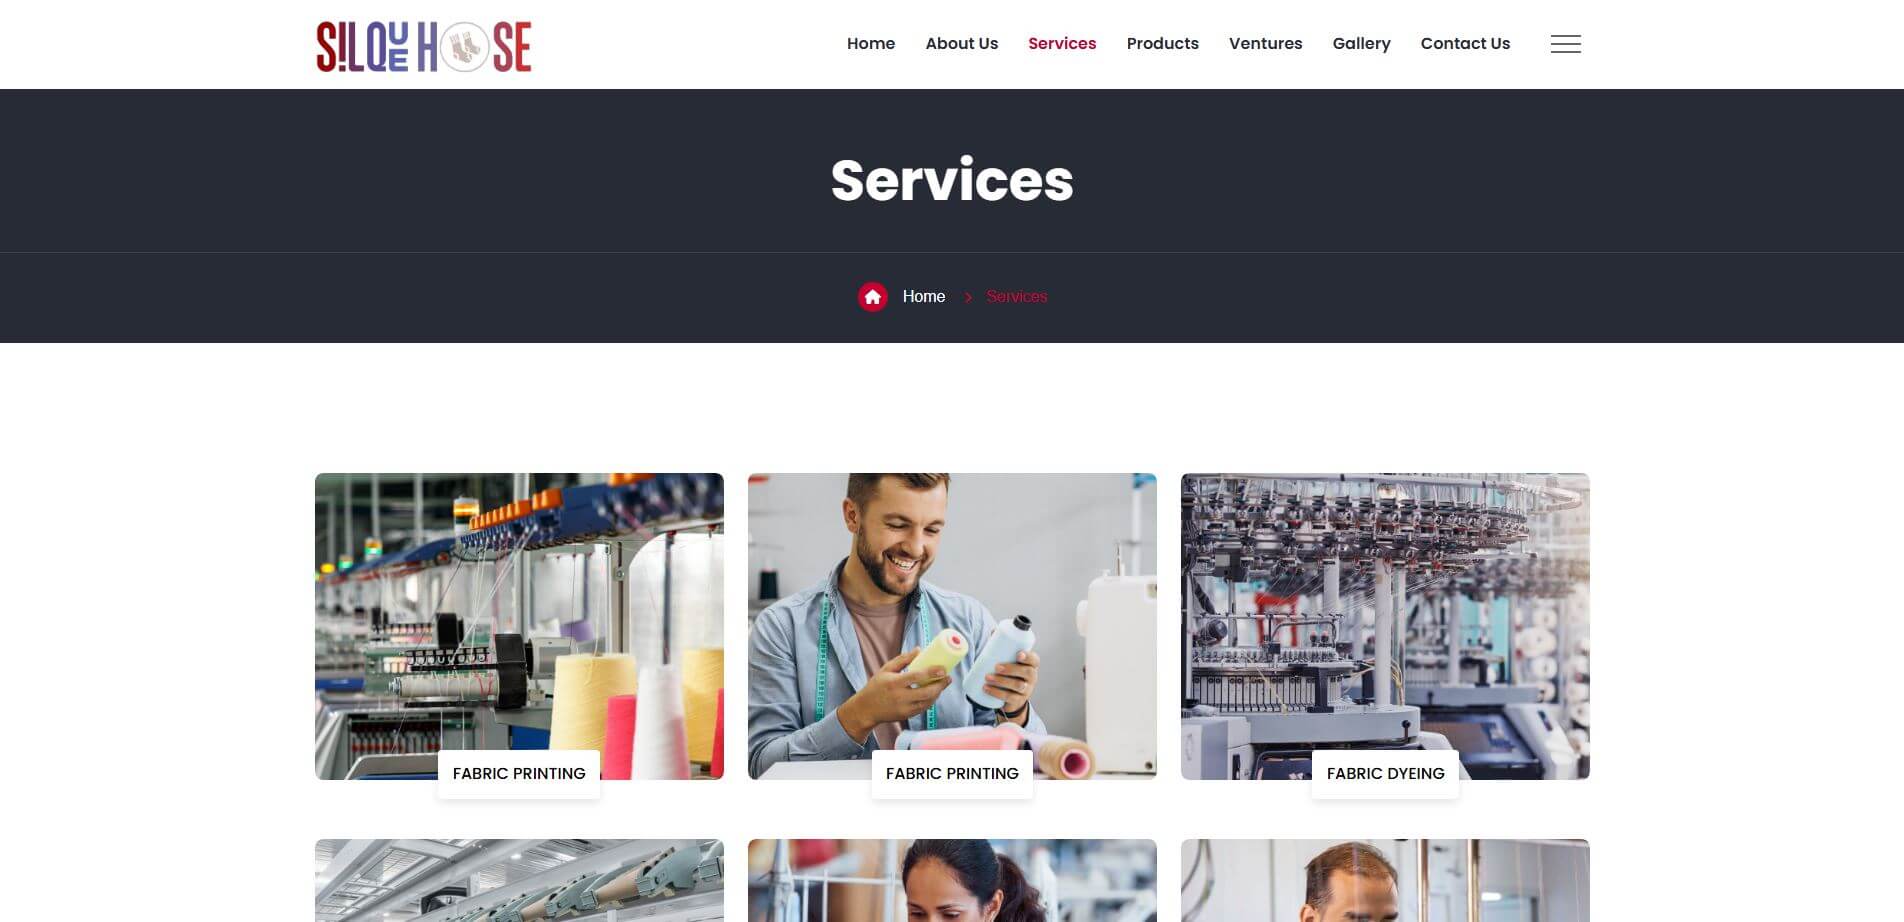 SILQUE HOSE
Home About Us Services Products Ventures Gallery Contact Us
Services
Home > Services
FABRIC PRINTING FABRIC PRINTING FABRIC DYEING